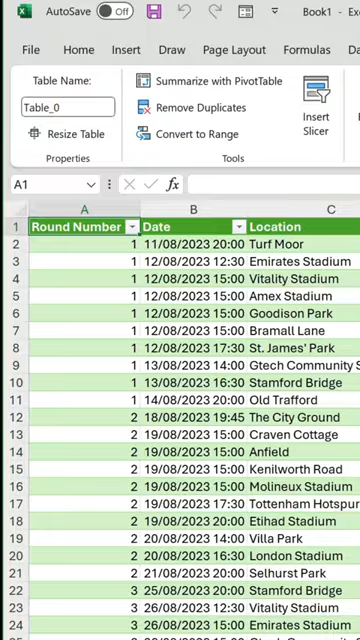 AutoSave Off Book1 - Exc
File Home Insert Draw Page Layout Formulas Da
Table Name:
Table_0
Resize Table
Properties
Summarize with PivotTable
Remove Duplicates
Convert to Range
Tools
Insert
Slicer
A1 fx
A B C
1 Round Number Date Location
2 1 11/08/2023 20:00 Turf Moor
3 1 12/08/2023 12:30 Emirates Stadium
4 1 12/08/2023 15:00 Vitality Stadium
5 1 12/08/2023 15:00 Amex Stadium
6 1 12/08/2023 15:00 Goodison Park
7 1 12/08/2023 15:00 Bramall Lane
8 1 12/08/2023 17:30 St. James' Park
9 1 13/08/2023 14:00 Gtech Community S
10 1 13/08/2023 16:30 Stamford Bridge
11 1 14/08/2023 20:00 Old Trafford
12 2 18/08/2023 19:45 The City Ground
13 2 19/08/2023 15:00 Craven Cottage
14 2 19/08/2023 15:00 Anfield
15 2 19/08/2023 15:00 Kenilworth Road
16 2 19/08/2023 15:00 Molineux Stadium
17 2 19/08/2023 17:30 Tottenham Hotspur
18 2 19/08/2023 20:00 Etihad Stadium
19 2 20/08/2023 14:00 Villa Park
20 2 20/08/2023 16:30 London Stadium
21 2 21/08/2023 20:00 Selhurst Park
22 3 25/08/2023 20:00 Stamford Bridge
23 3 26/08/2023 12:30 Vitality Stadium
24 3 26/08/2023 15:00 Emirates Stadium